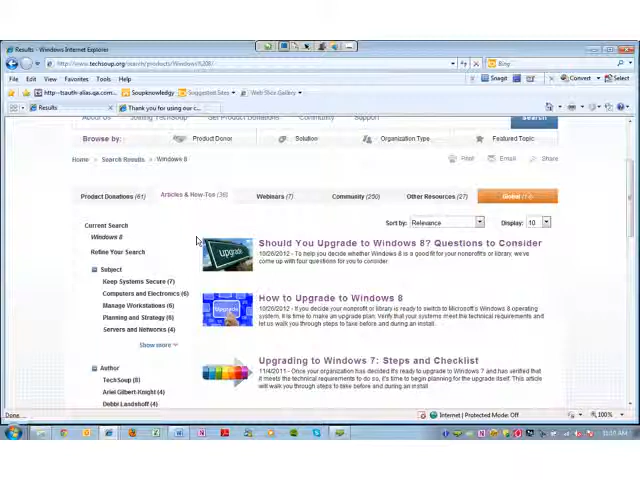 Results - Windows Internet Explorer
http://www.techsoup.org/search/products/Windows%208/
Bing
File Edit View Favorites Tools Help
Snagit Convert Select
http--tsauth-alias.qa.com... Soupknowledg Suggested Sites Web Slice Gallery
Results Thank you for using our c...
About Us Joining TechSoup Get Product Donations Community Support Search
Browse by: Product Donor Solution Organization Type Featured Topic
Home Search Results Windows 8 Print Email Share
Product Donations (61) Articles & How-Tos (36) Webinars (7) Community (250) Other Resources (27)
Current Search
Sort by: Relevance Display: 10
Windows 8
Refine Your Search
Subject
Keep Systems Secure (7)
Computers and Electronics (6)
Manage Workstations (6)
Planning and Strategy (6)
Servers and Networks (4)
Show more
Author
TechSoup (8)
Ariel Gilbert-Knight (4)
Debbi Landshoff (4)
upgrade
Should You Upgrade to Windows 8? Questions to Consider
10/26/2012 - To help you decide whether Windows 8 is a good fit for your nonprofits or library, we've
come up with four questions for you to consider
Upgrade
How to Upgrade to Windows 8
10/26/2012 - If you decided your nonprofit or library is ready to switch to Microsoft's Windows 8 operating
system, it is time to make an upgrade plan. Verify that your systems meet the technical requirements and
let us walk you through steps to take before and during an install.
Upgrading to Windows 7: Steps and Checklist
11/4/2011 - Once your organization has decided it's ready to upgrade to Windows 7 and has verified that
it meets the technical requirements to do so, it's time to begin planning for the upgrade itself. This article
will walk you through steps to take before and during an install.
Done
Internet | Protected Mode: Off
100%